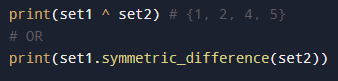 print(set1 ^ set2) # {1, 2, 4, 5}
# OR
print(set1.symmetric_difference(set2))